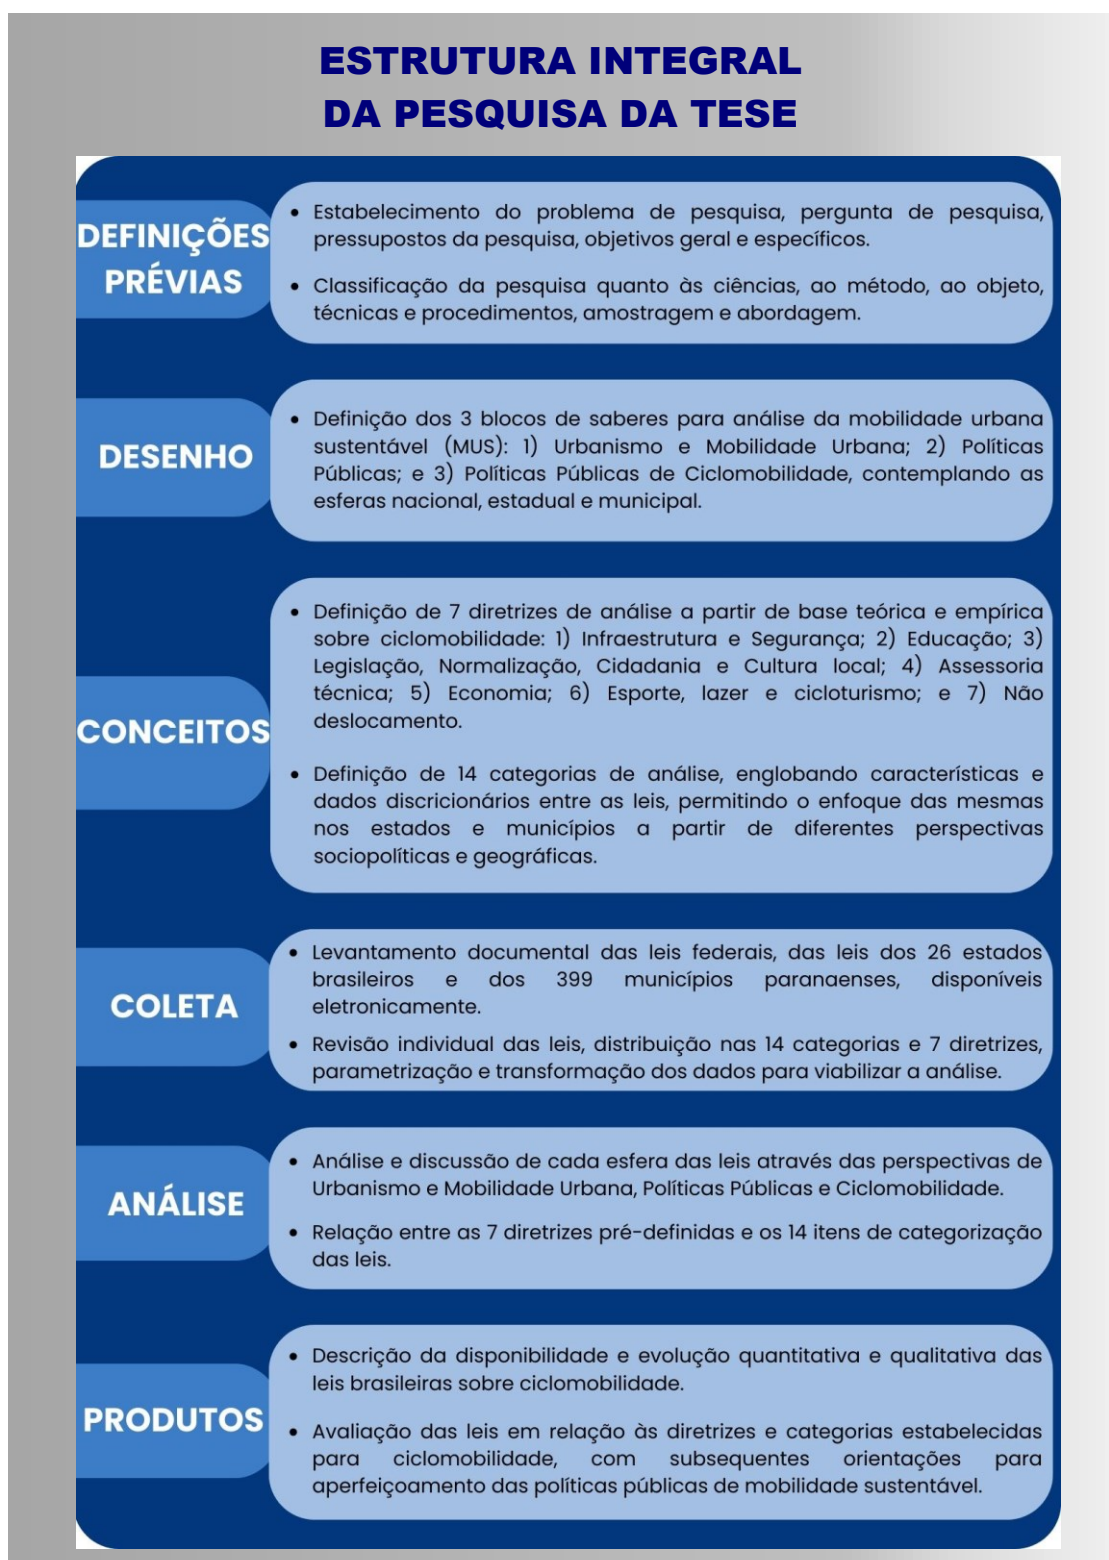 ESTRUTURA INTEGRAL
DA PESQUISA DA TESE
DEFINIÇÕES
PRÉVIAS
• Estabelecimento do problema de pesquisa, pergunta de pesquisa,
pressupostos da pesquisa, objetivos geral e específicos.
• Classificação da pesquisa quanto às ciências, ao método, ao objeto,
técnicas e procedimentos, amostragem e abordagem.
DESENHO
• Definição dos 3 blocos de saberes para análise da mobilidade urbana
sustentável (MUS): 1) Urbanismo e Mobilidade Urbana; 2) Políticas
Públicas; e 3) Políticas Públicas de Ciclomobilidade, contemplando as
esferas nacional, estadual e municipal.
CONCEITOS
• Definição de 7 diretrizes de análise a partir de base teórica e empírica
sobre ciclomobilidade: 1) Infraestrutura e Segurança; 2) Educação; 3)
Legislação, Normalização, Cidadania e Cultura local; 4) Assessoria
técnica; 5) Economia; 6) Esporte, lazer e cicloturismo; e 7) Não
deslocamento.
• Definição de 14 categorias de análise, englobando características e
dados discricionários entre as leis, permitindo o enfoque das mesmas
nos estados e municípios a partir de diferentes perspectivas
sociopolíticas e geográficas.
COLETA
• Levantamento documental das leis federais, das leis dos 26 estados
brasileiros e dos 399 municípios paranaenses, disponíveis
eletronicamente.
• Revisão individual das leis, distribuição nas 14 categorias e 7 diretrizes,
parametrização e transformação dos dados para viabilizar a análise.
ANÁLISE
• Análise e discussão de cada esfera das leis através das perspectivas de
Urbanismo e Mobilidade Urbana, Políticas Públicas e Ciclomobilidade.
• Relação entre as 7 diretrizes pré-definidas e os 14 itens de categorização
das leis.
PRODUTOS
• Descrição da disponibilidade e evolução quantitativa e qualitativa das
leis brasileiras sobre ciclomobilidade.
• Avaliação das leis em relação às diretrizes e categorias estabelecidas
para ciclomobilidade, com subsequentes orientações para
aperfeiçoamento das políticas públicas de mobilidade sustentável.